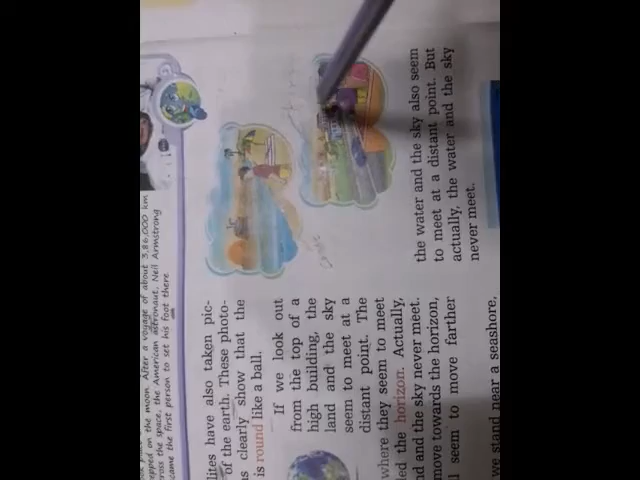 epped on the moon. After voyage of about 3,86,000 km
ross the space, the American astronaut, Neil Armstrong
came the first person to set his foot there
lites have also taken pic-
of the earth. These photo-
s clearly show that the
is round like a ball.
If we look out
from the top of a
high building, the
land and the sky
seem to meet at a
distant point. The
where they seem to meet
led the horizon. Actually,
nd and the sky never meet.
move towards the horizon,
l seem to move farther
we stand near a seashore,
the water and the sky also seem
to meet at a distant point. But
actually, the water and the sky
never meet.